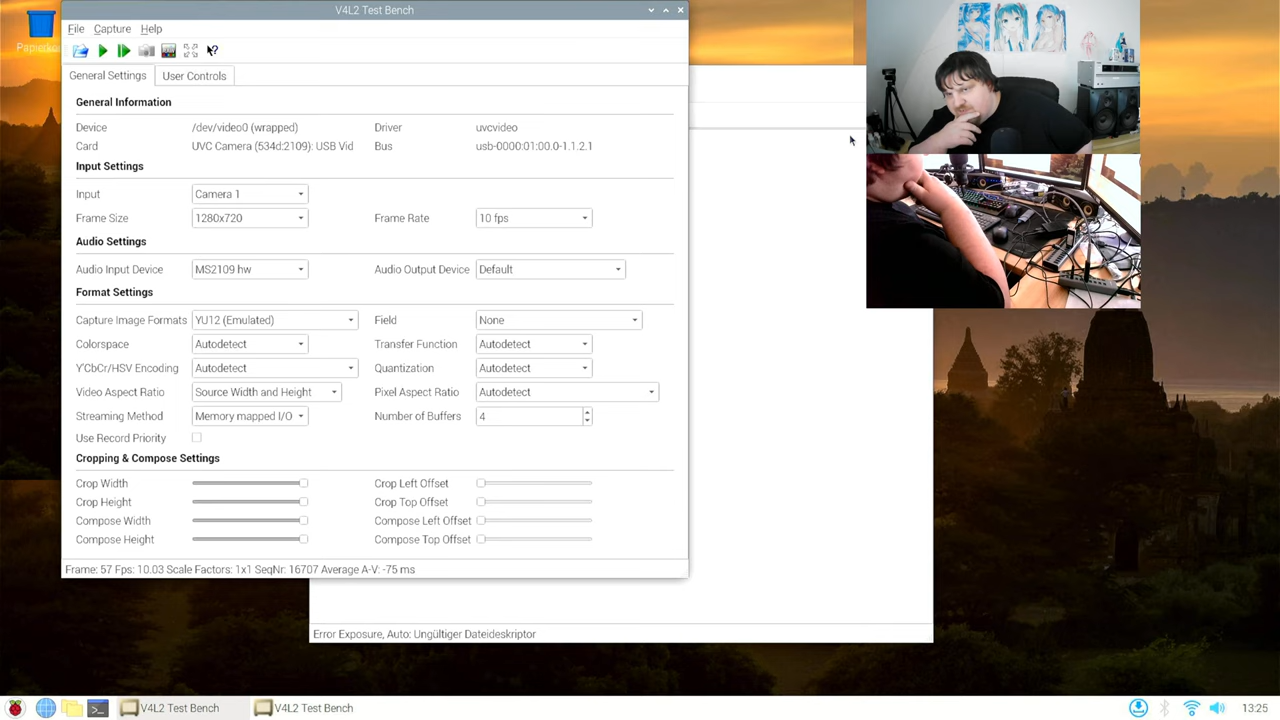 V4L2 Test Bench
Papierko
File Capture Help
General Settings User Controls
General Information
Device /dev/video0 (wrapped) Driver uvcvideo
Card UVC Camera (534d:2109): USB Vid Bus usb-0000:01:00.0-1.1.2.1
Input Settings
Input Camera 1
Frame Size 1280x720 Frame Rate 10 fps
Audio Settings
Audio Input Device MS2109 hw Audio Output Device Default
Format Settings
Capture Image Formats YU12 (Emulated) Field None
Colorspace Autodetect Transfer Function Autodetect
Y'CbCr/HSV Encoding Autodetect Quantization Autodetect
Video Aspect Ratio Source Width and Height Pixel Aspect Ratio Autodetect
Streaming Method Memory mapped I/O Number of Buffers 4
Use Record Priority
Cropping & Compose Settings
Crop Width Crop Left Offset
Crop Height Crop Top Offset
Compose Width Compose Left Offset
Compose Height Compose Top Offset
Frame: 57 Fps: 10.03 Scale Factors: 1x1 SeqNr: 16707 Average A-V: -75 ms
Error Exposure, Auto: Ungültiger Dateideskriptor
V4L2 Test Bench V4L2 Test Bench 13:25